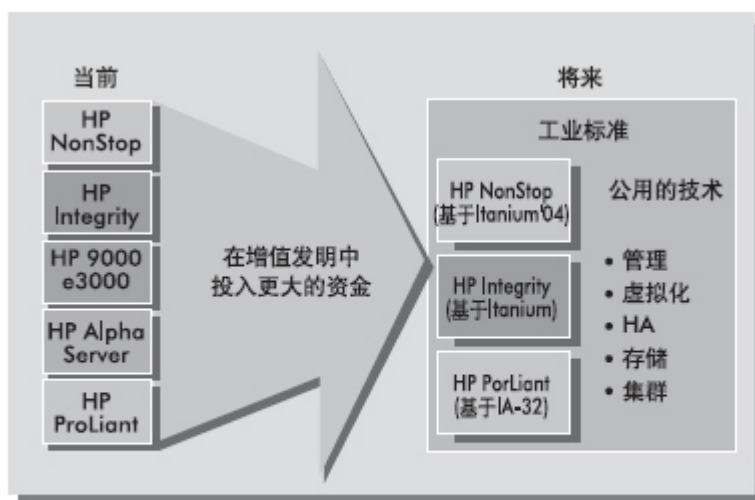 当前
HP
NonStop
HP
Integrity
HP 9000
e3000
HP Alpha
Server
HP
ProLiant
在增值发明中
投入更大的资金
将来
工业标准
HP NonStop
(基于Itanium'04)
HP Integrity
(基于Itanium)
HP PorLiant
(基于IA-32)
公用的技术
• 管理
• 虚拟化
• HA
• 存储
• 集群